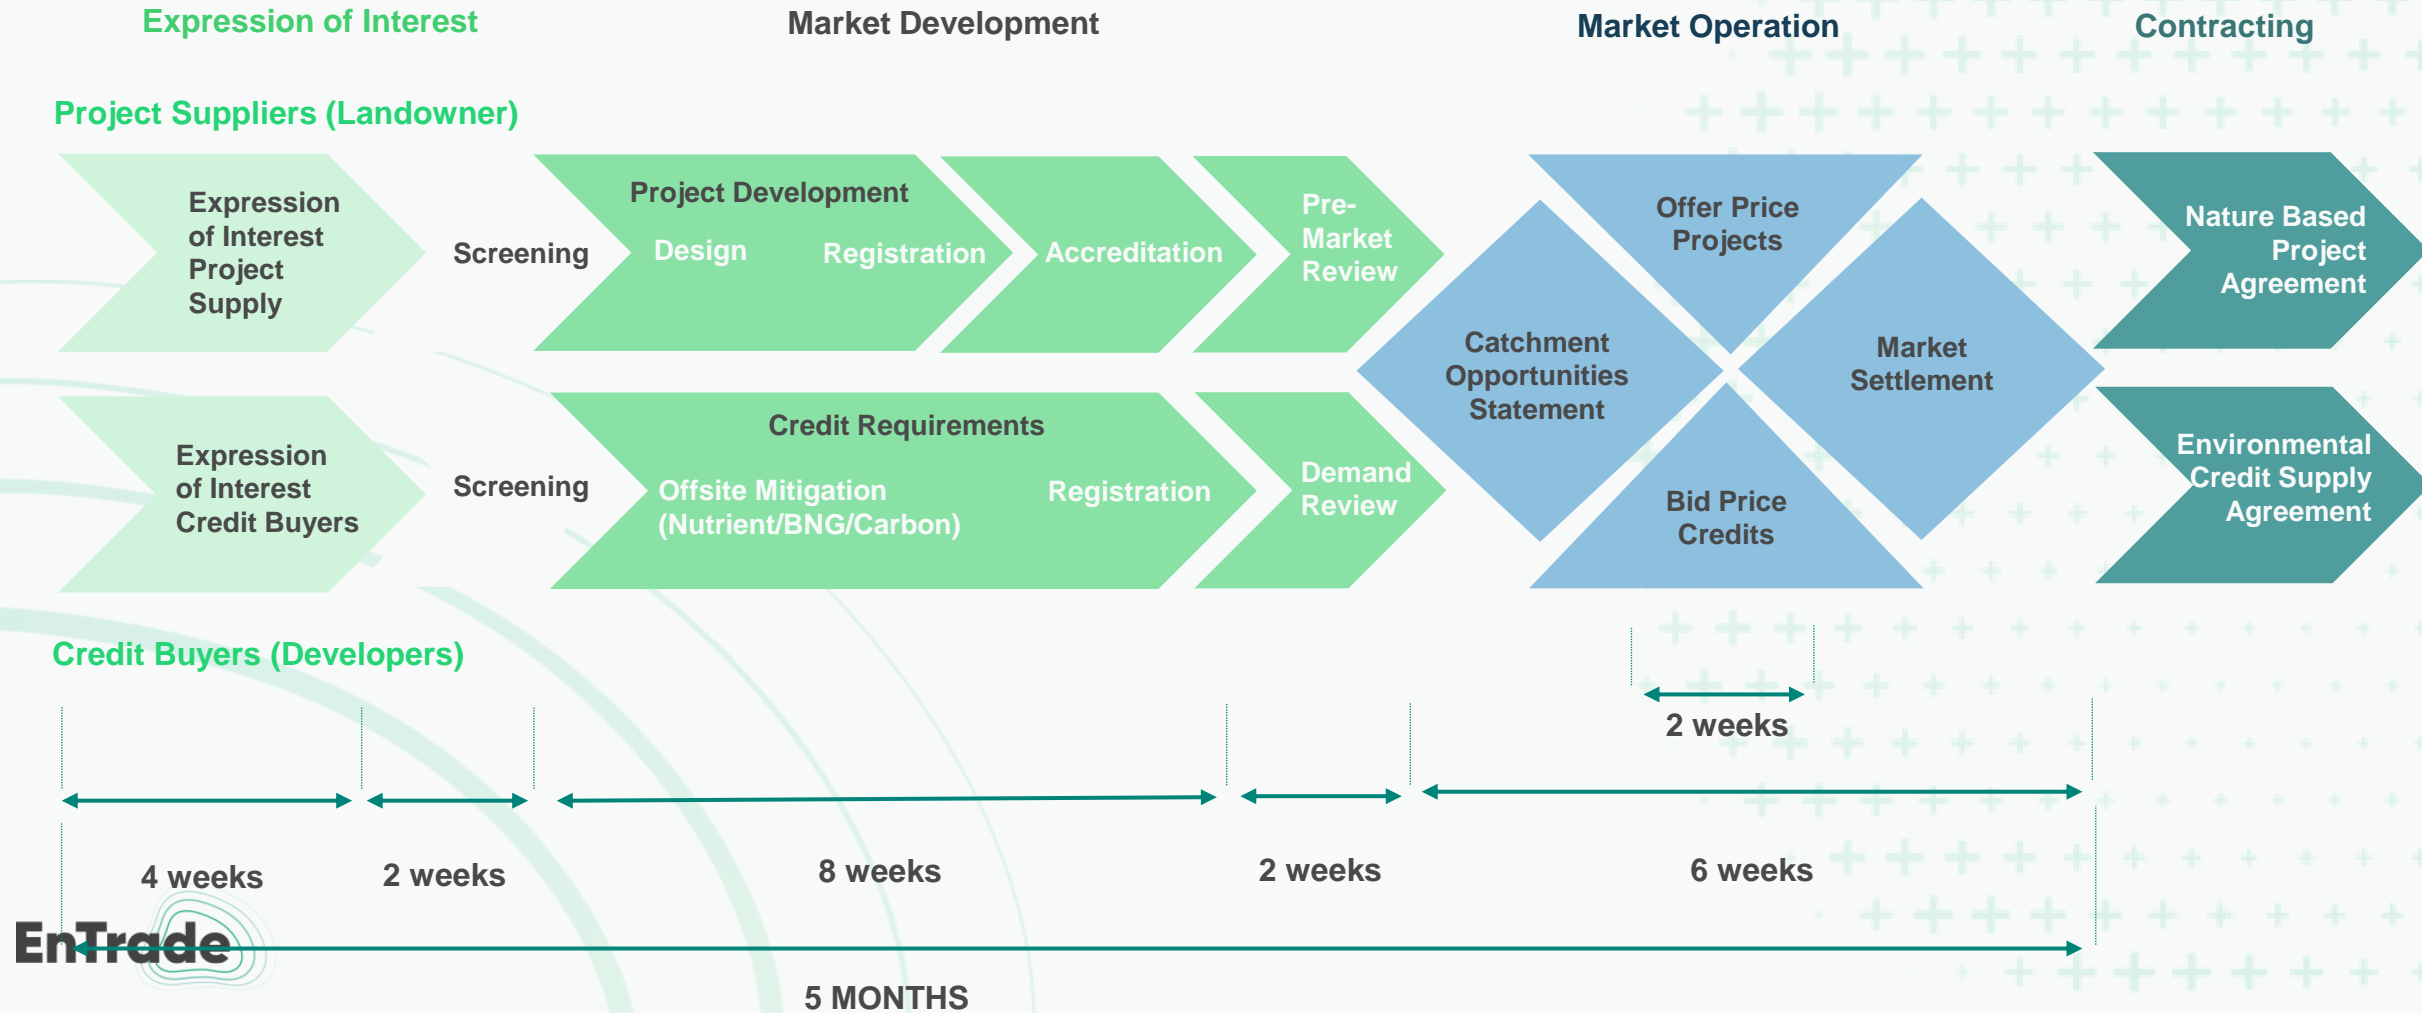 Expression of Interest
Market Development
Market Operation
Contracting
Project Suppliers (Landowner)
Expression
of Interest
Project
Supply
Screening
Project Development
Design
Registration
Accreditation
Pre-
Market
Review
Offer Price
Projects
Catchment
Opportunities
Statement
Market
Settlement
Bid Price
Credits
Nature Based
Project
Agreement
Expression
of Interest
Credit Buyers
Screening
Credit Requirements
Offsite Mitigation
(Nutrient/BNG/Carbon)
Registration
Demand
Review
Environmental
Credit Supply
Agreement
Credit Buyers (Developers)
2 weeks
4 weeks
2 weeks
8 weeks
2 weeks
6 weeks
EnTrade
5 MONTHS